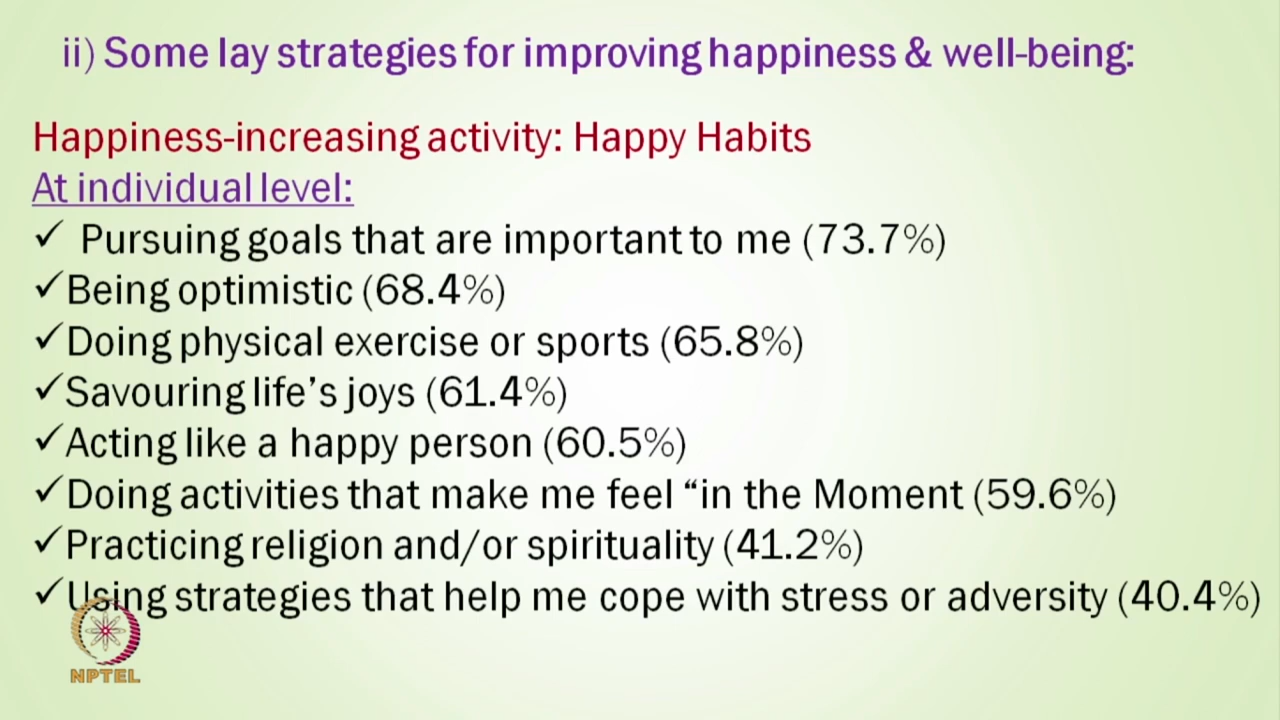 ii) Some lay strategies for improving happiness & well-being:
Happiness-increasing activity: Happy Habits
At individual level:
✓ Pursuing goals that are important to me (73.7%)
✓Being optimistic (68.4%)
✓Doing physical exercise or sports (65.8%)
✓Savouring life’s joys (61.4%)
✓Acting like a happy person (60.5%)
✓Doing activities that make me feel “in the Moment (59.6%)
✓Practicing religion and/or spirituality (41.2%)
✓Using strategies that help me cope with stress or adversity (40.4%)
NPTEL